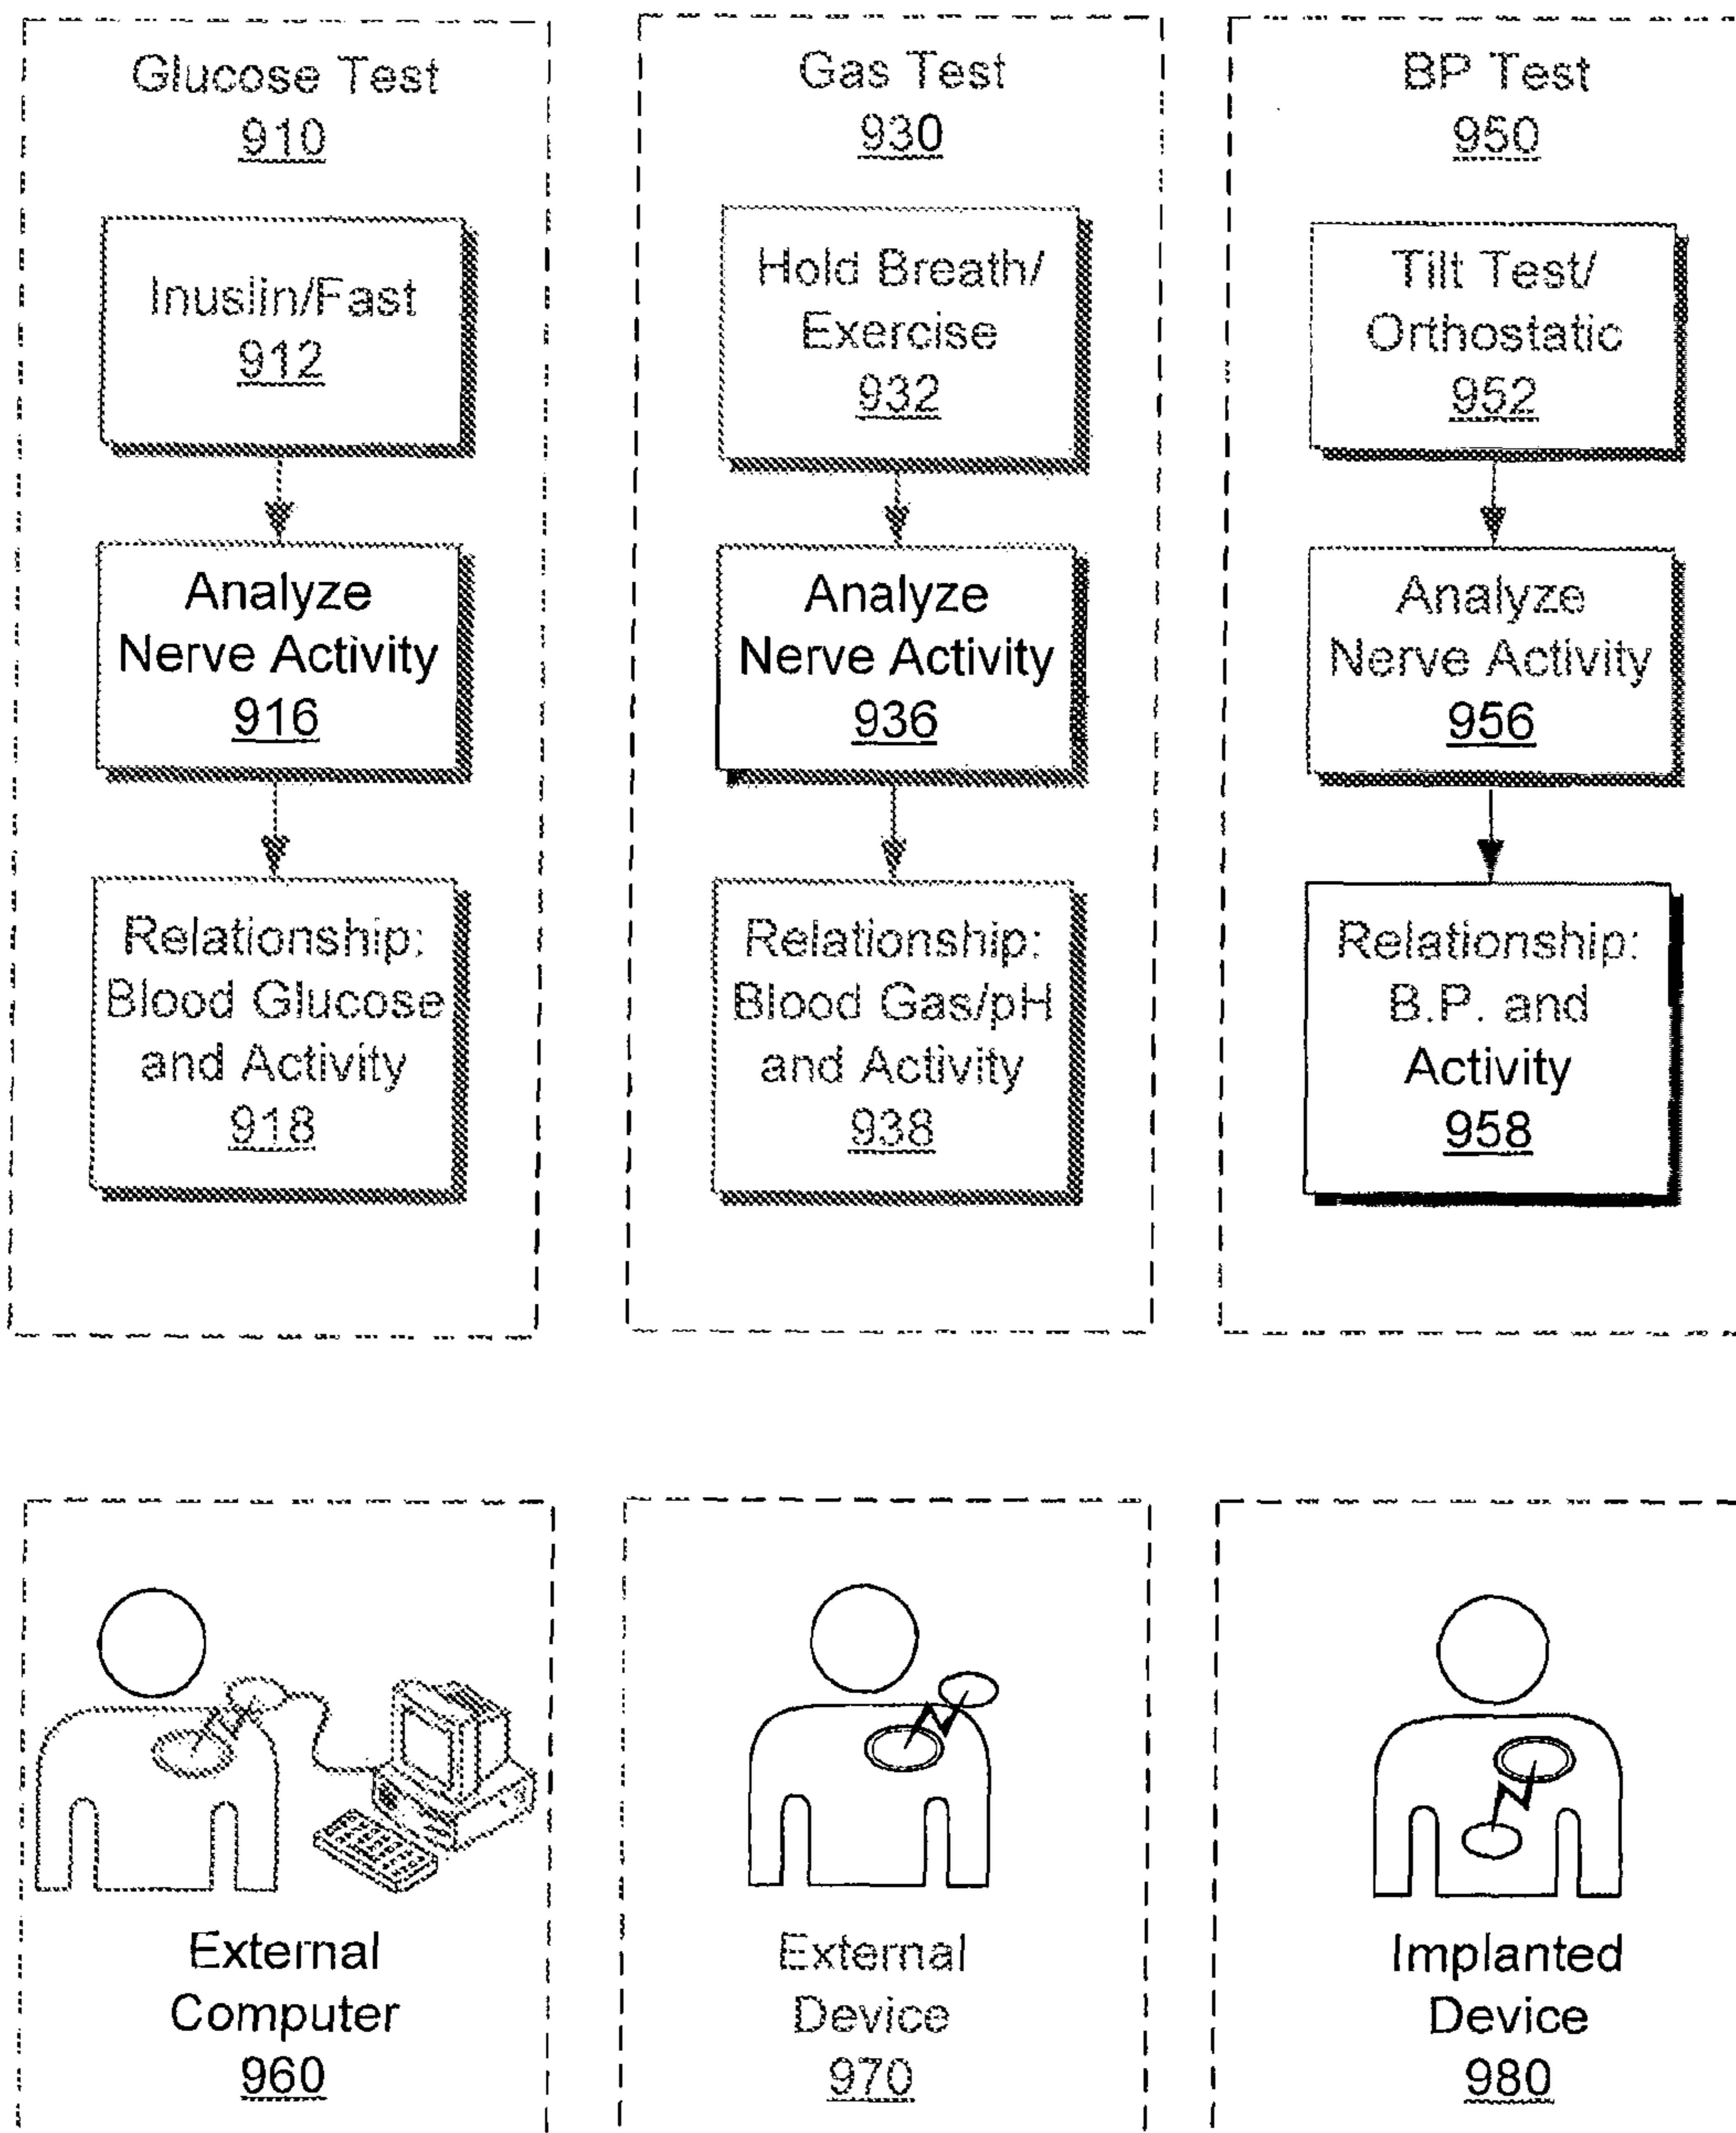 Glucose Test
910
Inuslin/Fast
912
Analyze
Nerve Activity
916
Relationship:
Blood Glucose
and Activity
918
Gas Test
930
Hold Breath/
Exercise
932
Analyze
Nerve Activity
936
Relationship:
Blood Gas/pH
and Activity
938
BP Test
950
Tilt Test/
Orthostatic
952
Analyze
Nerve Activity
956
Relationship:
B.P. and
Activity
958
External
Computer
960
External
Device
970
Implanted
Device
980